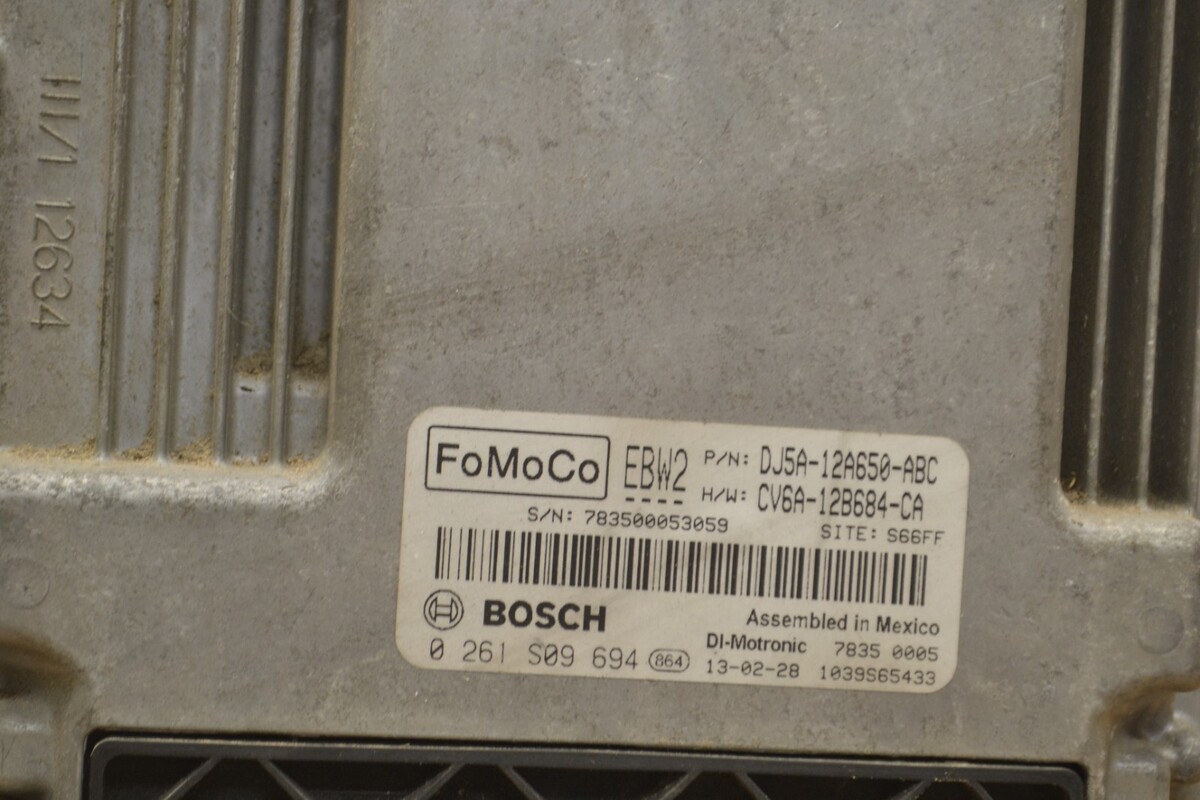 111/1 12634
FoMoCo EBW2 P/N: DJ5A-12A650-ABC
H/W: CV6A-12B684-CA
S/N: 783500053059 SITE: S66FF
BOSCH Assembled in Mexico
0 261 S09 694 864 DI-Motronic 7835 0005
13-02-28 1039S65433